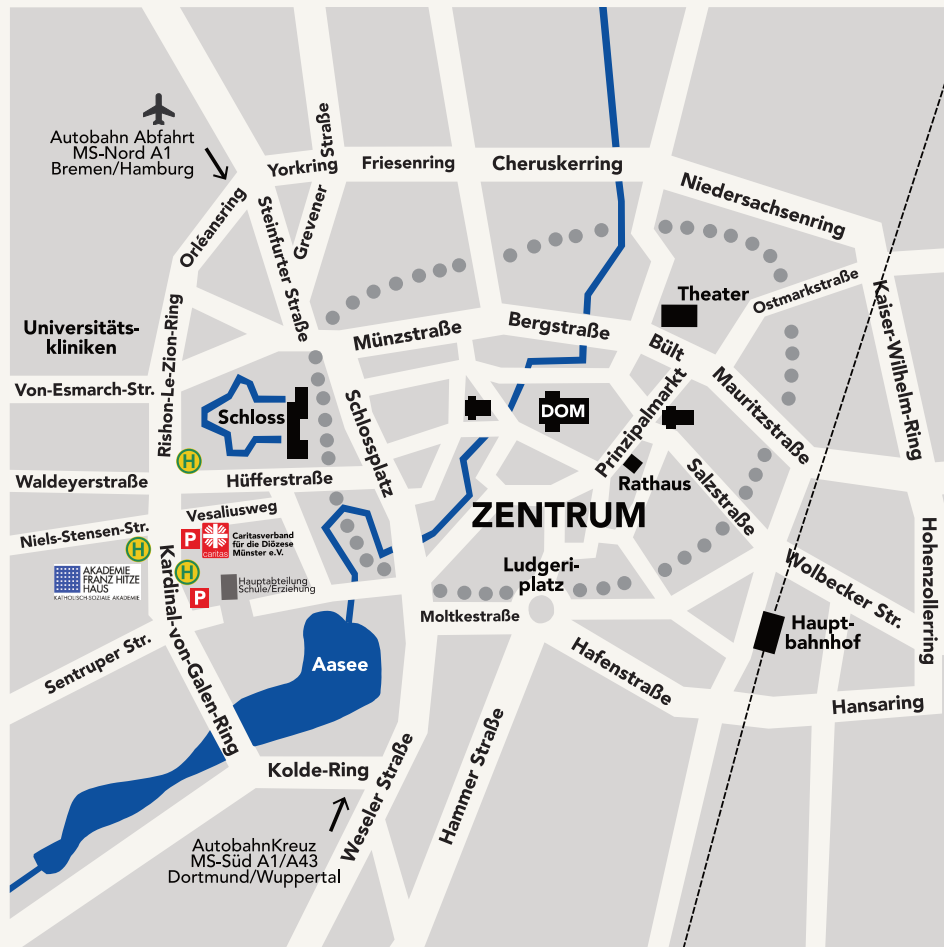 Autobahn Abfahrt
MS-Nord A1
Bremen/Hamburg
Yorkring
Grevener Straße
Friesenring
Cheruskerring
Niedersachsenring
Orléansring
Steinfurter Straße
Theater
Ostmarkstraße
Kaiser-Wilhelm-Ring
Universitäts-
kliniken
Rishon-Le-Zion-Ring
Münzstraße
Bergstraße
Bült
Mauritzstraße
Von-Esmarch-Str.
Schloss
Schlossplatz
DOM
Prinzipalmarkt
H
Waldeyerstraße
Hüfferstraße
Rathaus
Salzstraße
Vesaliusweg
ZENTRUM
Niels-Stensen-Str.
H
P
caritas
Caritasverband
für die Diözese
Münster e.V.
AKADEMIE
FRANZ HITZE
HAUS
KATHOLISCH-SOZIALE AKADEMIE
H
P
Hauptabteilung
Schule/Erziehung
Ludgeri-
platz
Wolbecker Str.
Hohenzollerring
Kardinal-von-Galen-Ring
Moltkestraße
Haupt-
bahnhof
Sentruper Str.
Aasee
Hafenstraße
Hansaring
Kolde-Ring
Weseler Straße
Hammer Straße
AutobahnKreuz
MS-Süd A1/A43
Dortmund/Wuppertal